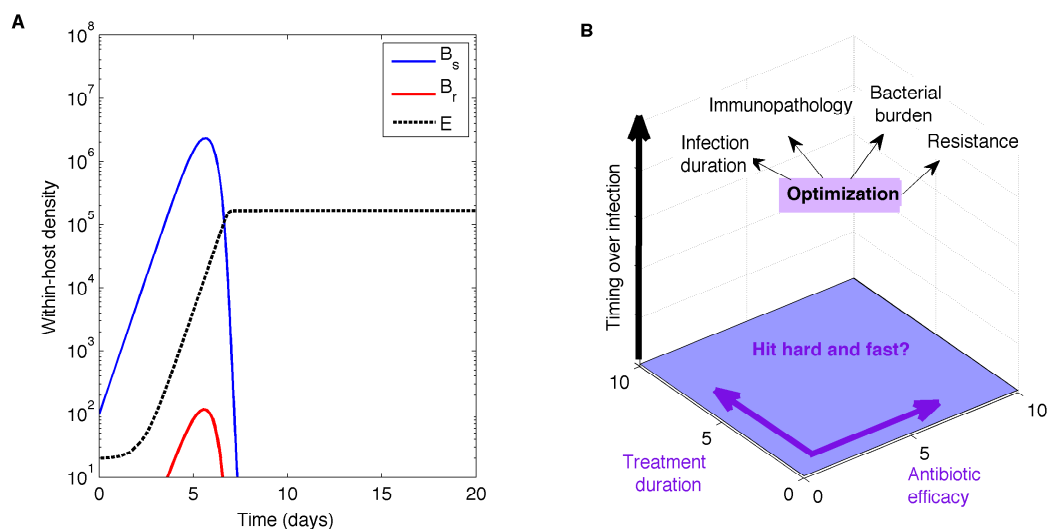 A
10^8
10^7
10^6
10^5
10^4
10^3
10^2
10^1
Within-host density
B_s
B_r
E
0
5
10
15
20
Time (days)
B
Timing over infection
Immunopathology
Bacterial
burden
Infection
duration
Resistance
Optimization
Hit hard and fast?
10
5
0
Treatment
duration
0
5
10
Antibiotic
efficacy